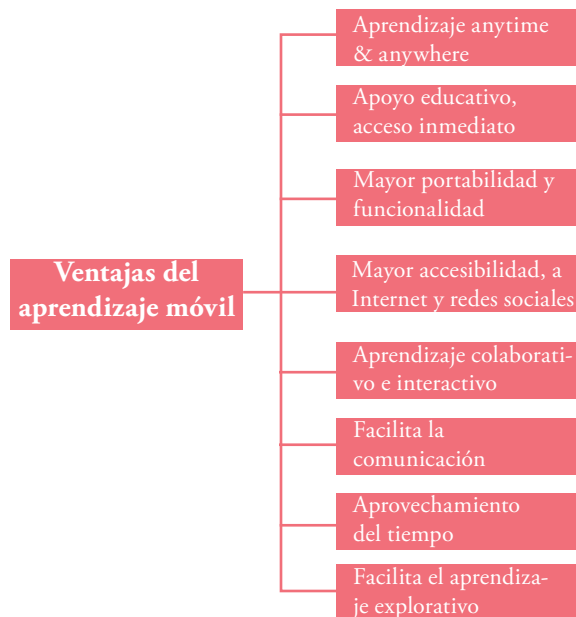 Ventajas del
aprendizaje móvil
Aprendizaje anytime
& anywhere
Apoyo educativo,
acceso inmediato
Mayor portabilidad y
funcionalidad
Mayor accesibilidad, a
Internet y redes sociales
Aprendizaje colaborati-
vo e interactivo
Facilita la
comunicación
Aprovechamiento
del tiempo
Facilita el aprendiza-
je explorativo